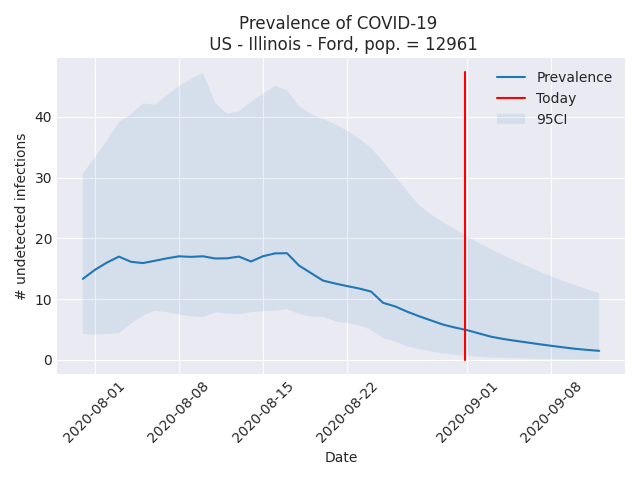 Prevalence of COVID-19
US - Illinois - Ford, pop. = 12961
# undetected infections
40
30
20
10
0
Prevalence
Today
95CI
2020-08-01
2020-08-08
2020-08-15
2020-08-22
2020-09-01
2020-09-08
Date